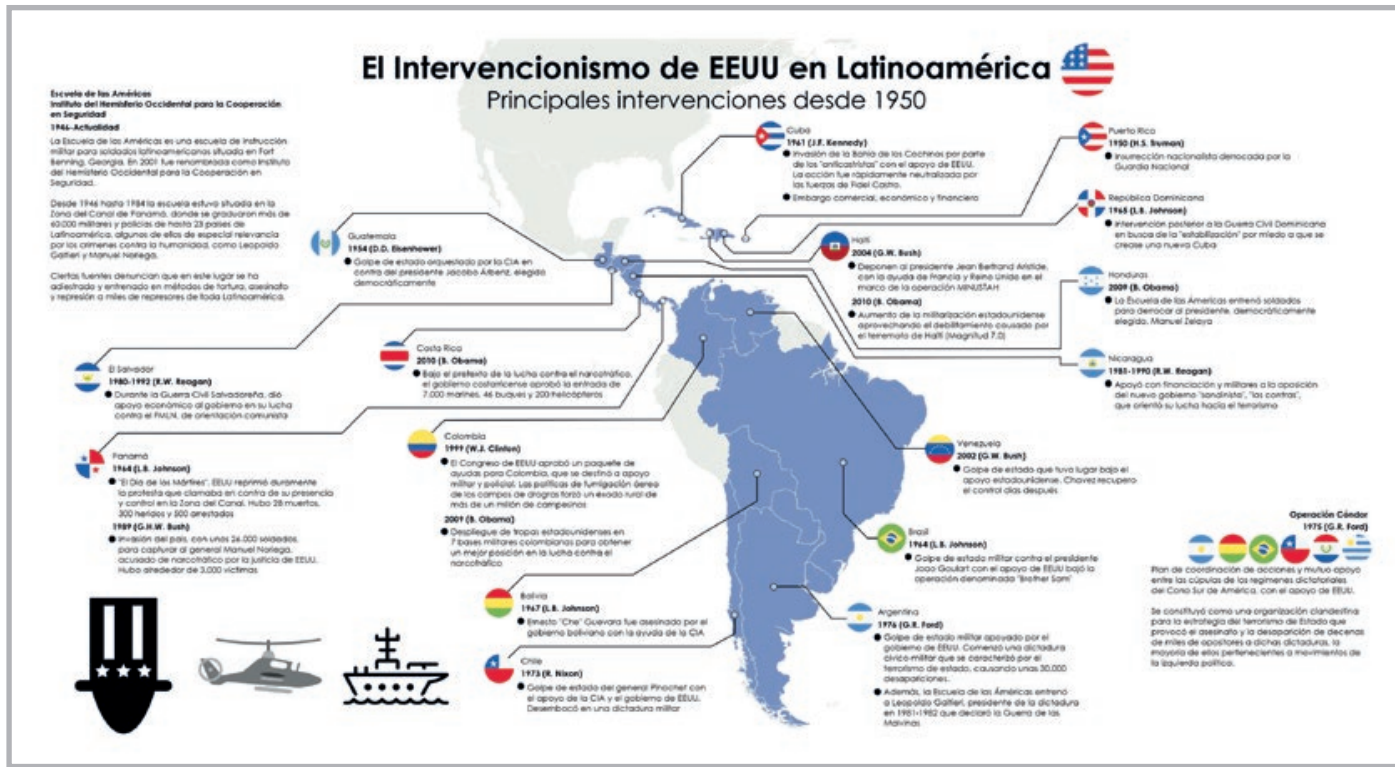 El Intervencionismo de EEUU en Latinoamérica
Principales intervenciones desde 1950
Escuela de las Américas
Instituto del Hemisferio Occidental para la Cooperación
en Seguridad
1946-Actualidad
La Escuela de las Américas es una escuela de instrucción
militar para soldados latinoamericanos situada en Fort
Benning, Georgia. En 2001 fue renombrada como Instituto
del Hemisferio Occidental para la Cooperación en
Seguridad.
Desde 1946 hasta 1984 la escuela estuvo situada en la
Zona del Canal de Panamá, donde se graduaron más de
60.000 militares y policías de hasta 23 países de
Latinoamérica, algunos de ellos de especial relevancia
por los crímenes contra la humanidad, como Leopoldo
Galtieri y Manuel Noriega.
Ciertas fuentes denuncian que en este lugar se ha
adiestrado y entrenado en métodos de tortura, asesinato
y represión a miles de represores de toda Latinoamérica.
Cuba
1961 (J.F. Kennedy)
● Invasión de la Bahía de los Cochinos por parte
de los "anticastristas" con el apoyo de EEUU.
La acción fue rápidamente neutralizada por
las fuerzas de Fidel Castro.
● Embargo comercial, económico y financiero
Puerto Rico
1950 (H.S. Truman)
● Insurrección nacionalista derrocada por la
Guardia Nacional
República Dominicana
1965 (L.B. Johnson)
● Intervención posterior a la Guerra Civil Dominicana
en busca de la "estabilización" por miedo a que se
crease una nueva Cuba
Guatemala
1954 (D.D. Eisenhower)
● Golpe de estado orquestado por la CIA en
contra del presidente Jacobo Árbenz, elegido
democráticamente
Haití
2004 (G.W. Bush)
● Deponen al presidente Jean Bertrand Aristide,
con la ayuda de Francia y Reino Unido en el
marco de la operación MINUSTAH
2010 (B. Obama)
● Aumento de la militarización estadounidense
aprovechando el debilitamiento causado por
el terremoto de Haití (Magnitud 7.0)
Honduras
2009 (B. Obama)
● La Escuela de las Américas entrenó soldados
para derrocar al presidente, democráticamente
elegido, Manuel Zelaya
El Salvador
1980-1992 (R.W. Reagan)
● Durante la Guerra Civil Salvadoreña, dió
apoyo económico al gobierno en su lucha
contra el FMLN, de orientación comunista
Costa Rica
2010 (B. Obama)
● Bajo el pretexto de la lucha contra el narcotráfico,
el gobierno costarricense aprobó la entrada de
7.000 marines, 46 buques y 200 helicópteros
Nicaragua
1981-1990 (R.W. Reagan)
● Apoyó con financiación y militares a la oposición
del nuevo gobierno "sandinista", "los contras",
que orientó su lucha hacia el terrorismo
Panamá
1964 (L.B. Johnson)
● "El Día de los Mártires". EEUU reprimió duramente
la protesta que clamaba en contra de su presencia
y control en la Zona del Canal. Hubo 28 muertos,
300 heridos y 500 arrestados
1989 (G.H.W. Bush)
● Invasión del país, con unos 26.000 soldados,
para capturar al general Manuel Noriega,
acusado de narcotráfico por la justicia de EEUU.
Hubo alrededor de 3.000 víctimas
Colombia
1999 (W.J. Clinton)
● El Congreso de EEUU aprobó un paquete de
ayudas para Colombia, que se destinó a apoyo
militar y policial. Las políticas de fumigación aérea
de los campos de drogras forzó un éxodo rural de
más de un millón de campesinos
2009 (B. Obama)
● Despliegue de tropas estadounidenses en
7 bases militares colombianas para obtener
un mejor posición en la lucha contra el
narcotráfico
Venezuela
2002 (G.W. Bush)
● Golpe de estado que tuvo lugar bajo el
apoyo estadounidense. Chavez recupero
el control días después
Brasil
1964 (L.B. Johnson)
● Golpe de estado militar contra el presidente
Joao Goulart con el apoyo de EEUU bajó la
operación denominada "Brother Sam"
Bolivia
1967 (L.B. Johnson)
● Ernesto "Che" Guevara fue asesinado por el
gobierno boliviano con la ayuda de la CIA
Chile
1973 (R. Nixon)
● Golpe de estado del general Pinochet con
el apoyo de la CIA y el gobierno de EEUU.
Desembocó en una dictadura militar
Argentina
1976 (G.R. Ford)
● Golpe de estado militar apoyado por el
gobierno de EEUU. Comenzó una dictadura
cívico militar que se caracterizó por el
terrorismo de estado, causando unas 30.000
desapariciones.
● Además, la Escuela de las Américas entrenó
a Leopoldo Galtieri, presidente de la dictadura
en 1981-1982 que declaró la Guerra de las
Malvinas
Operación Cóndor
1975 (G.R. Ford)
Plan de coordinación de acciones y mutuo apoyo
entre las cúpulas de los regímenes dictatoriales
del Cono Sur de América, con el apoyo de EEUU.
Se constituyó como una organización clandestina
para la estrategia del terrorismo de Estado que
provocó el asesinato y la desaparición de decenas
de miles de opositores a dichas dictaduras, la
mayoría de ellos pertenecientes a movimientos de
la izquierda política.